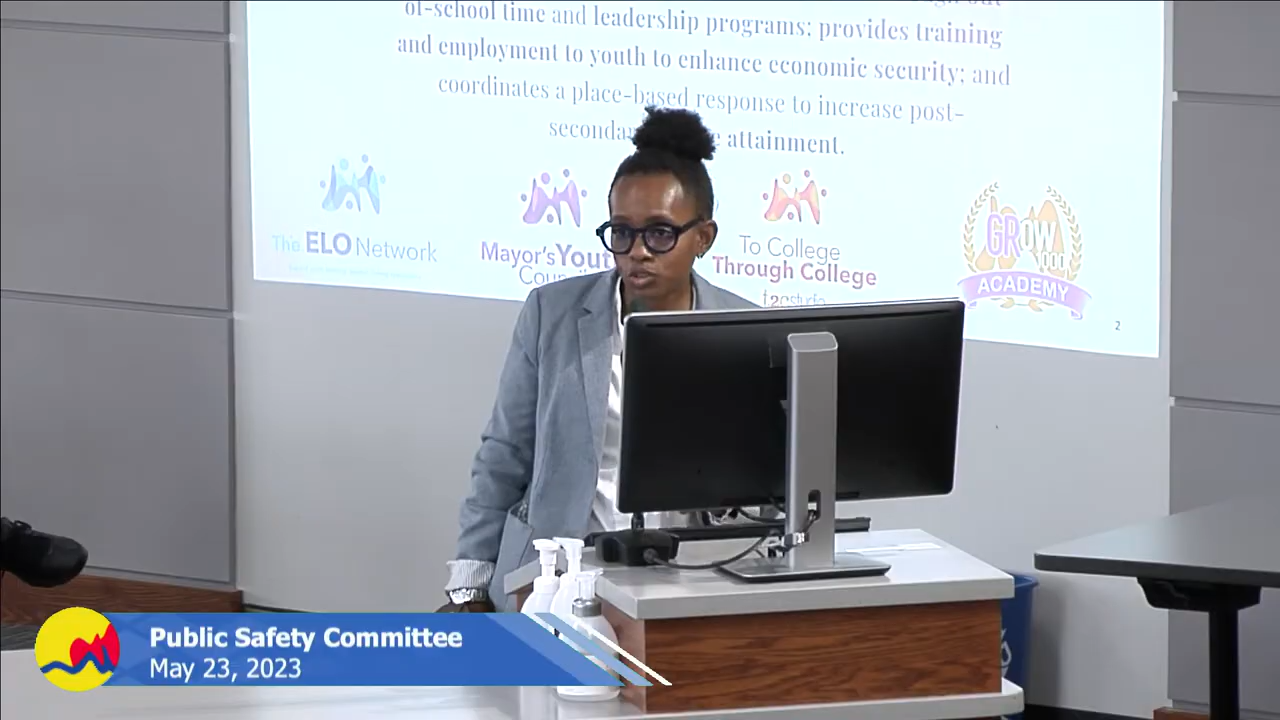 of-school time and leadership programs; provides training
and employment to youth to enhance economic security; and
coordinates a place-based response to increase post-
attainment.
The ELO Network
Mayor's
To College
Through College
GROW
ACADEMY
2
Public Safety Committee
May 23, 2023